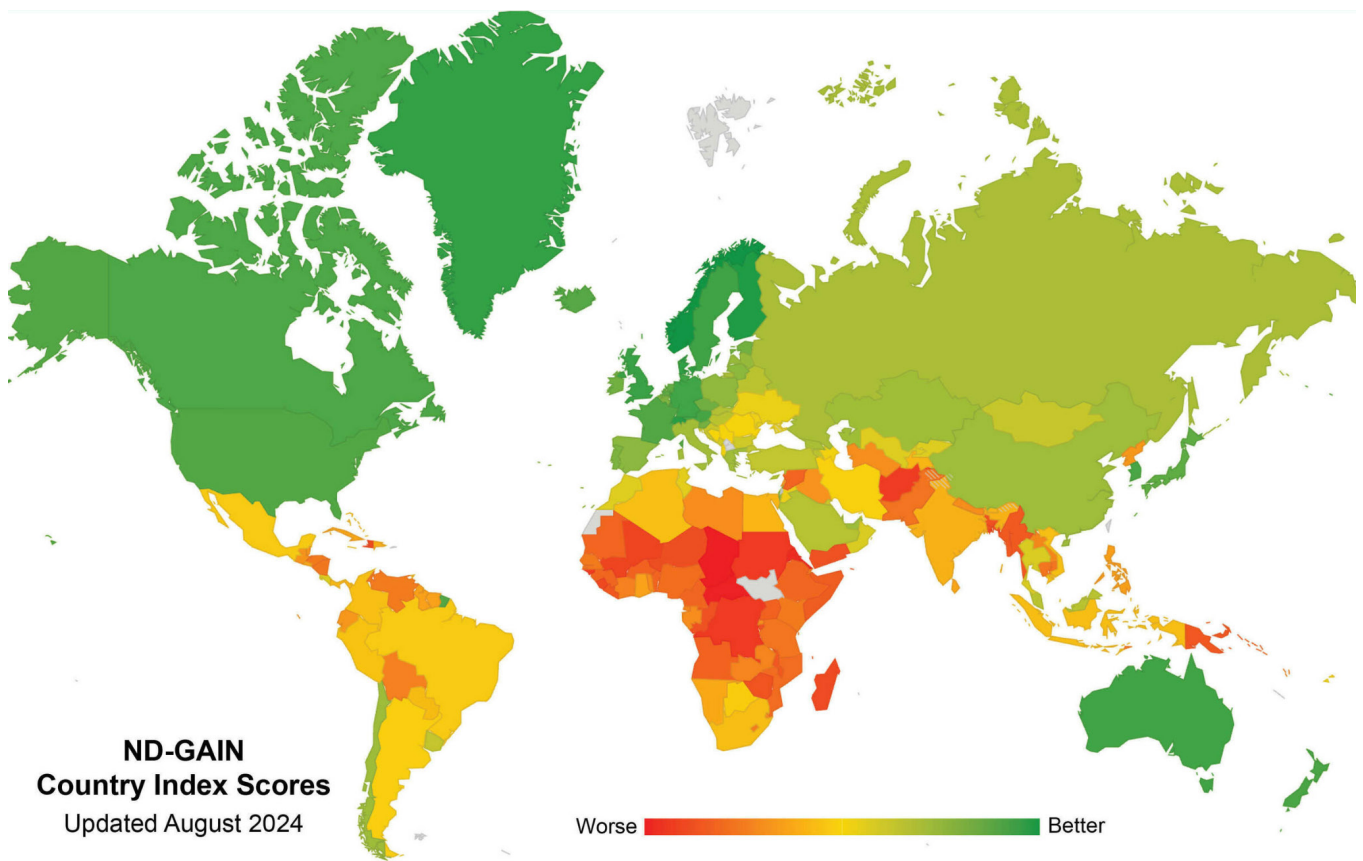 ND-GAIN
Country Index Scores
Updated August 2024
Worse
Better